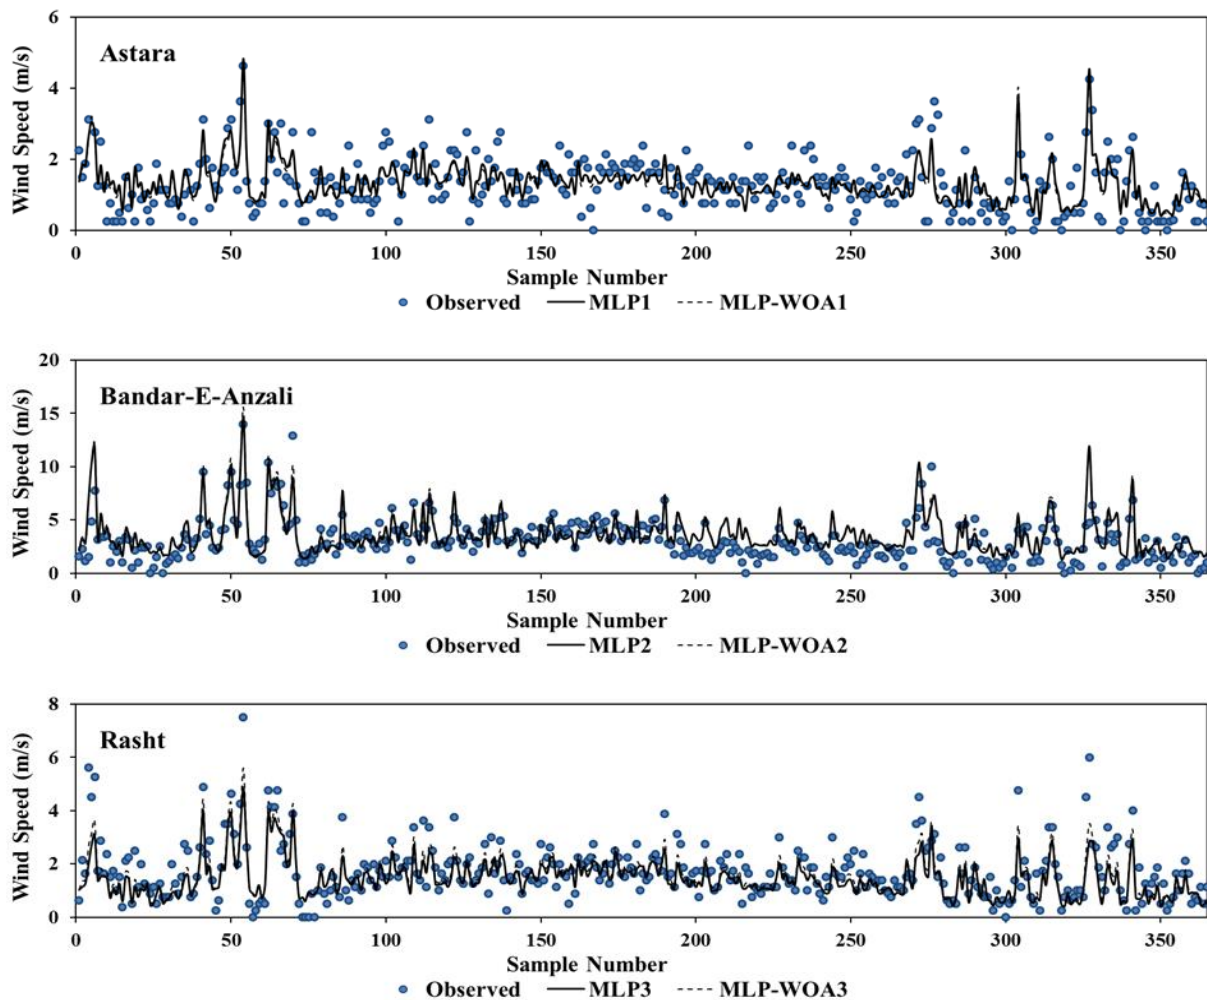 6
Astara
4
2
0
Wind Speed (m/s)
0 50 100 150 200 250 300 350
Sample Number
Observed MLP1 MLP-WOA1
20
Bandar-E-Anzali
15
10
5
0
Wind Speed (m/s)
0 50 100 150 200 250 300 350
Sample Number
Observed MLP2 MLP-WOA2
8
Rasht
6
4
2
0
Wind Speed (m/s)
0 50 100 150 200 250 300 350
Sample Number
Observed MLP3 MLP-WOA3